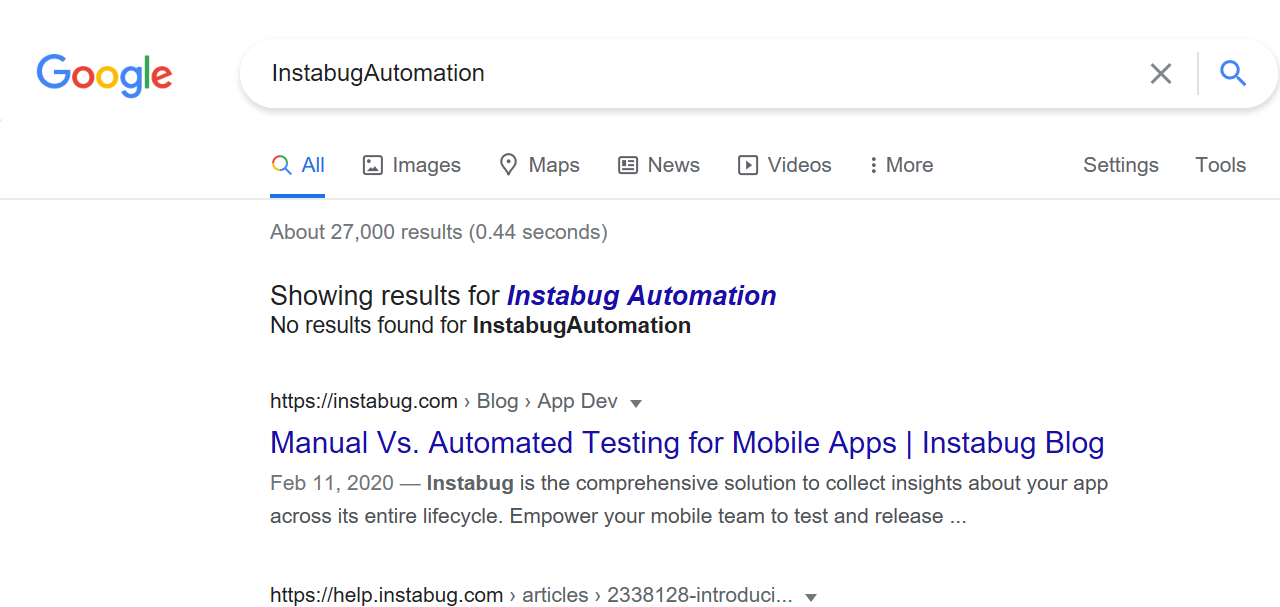 Google
InstabugAutomation
All Images Maps News Videos More Settings Tools
About 27,000 results (0.44 seconds)
Showing results for Instabug Automation
No results found for InstabugAutomation
https://instabug.com › Blog › App Dev
Manual Vs. Automated Testing for Mobile Apps | Instabug Blog
Feb 11, 2020 — Instabug is the comprehensive solution to collect insights about your app
across its entire lifecycle. Empower your mobile team to test and release ...
https://help.instabug.com › articles › 2338128-introduci...